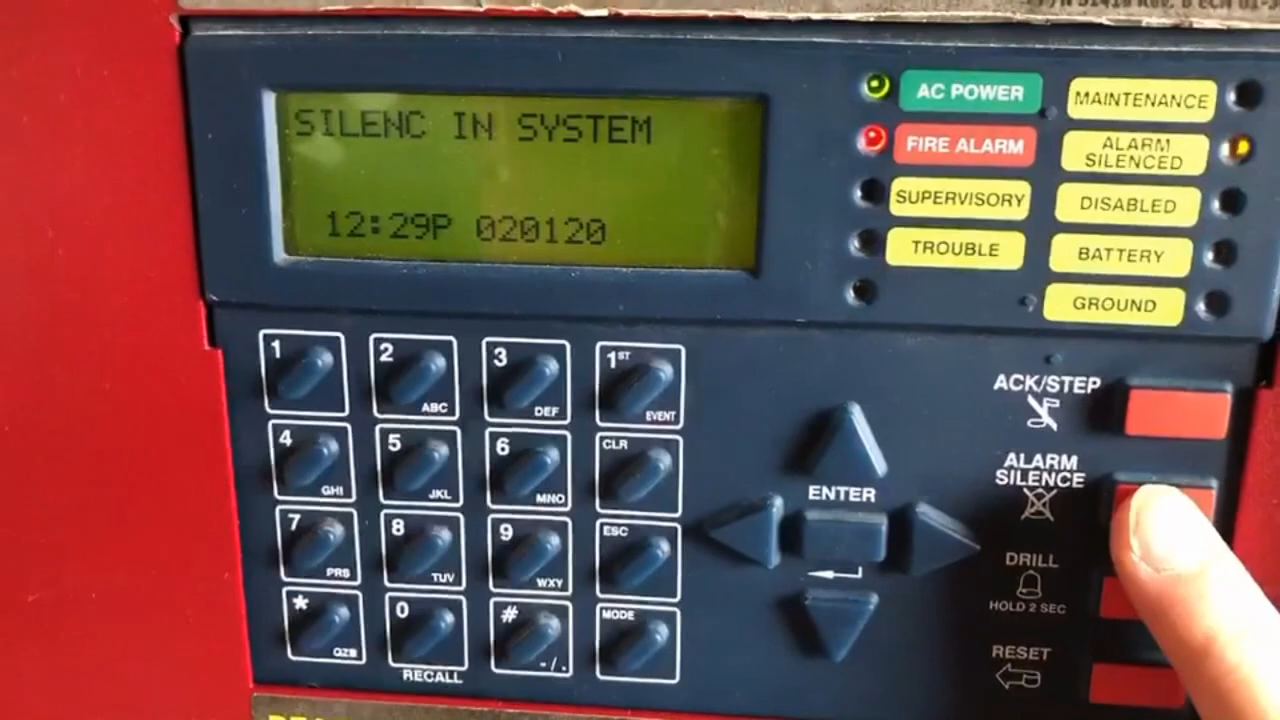 SILENC IN SYSTEM
12:29P 020120
AC POWER
FIRE ALARM
SUPERVISORY
TROUBLE
MAINTENANCE
ALARM
SILENCED
DISABLED
BATTERY
GROUND
1
2 ABC
3 DEF
1ST EVENT
4 GHI
5 JKL
6 MNO
CLR
7 PRS
8 TUV
9 WXY
ESC
* QZ
0
# -/.
MODE
RECALL
ENTER
ACK/STEP
ALARM
SILENCE
DRILL
HOLD 2 SEC
RESET